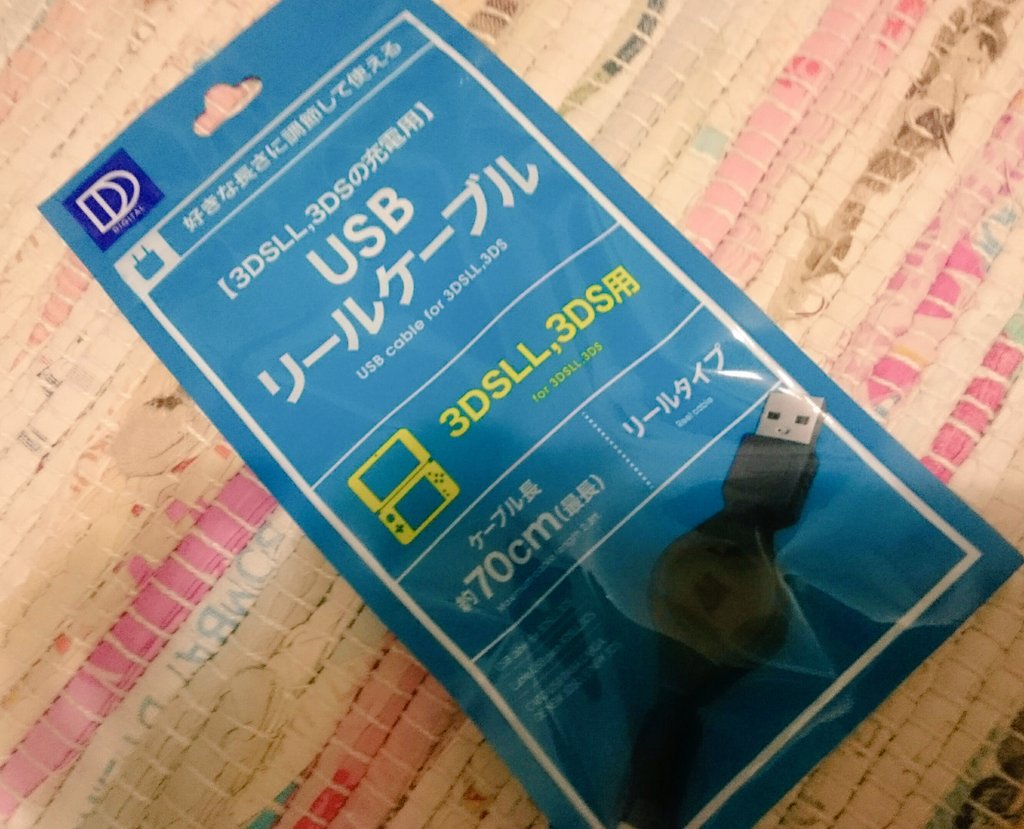 D
DIGITAL
好きな長さに調節して使える
【3DSLL,3DSの充電用】
USB
リールケーブル
USB cable for 3DSLL,3DS
3DSLL,3DS用
for 3DSLL,3DS
リールタイプ
Reel cable
ケーブル長
約70cm(最長)